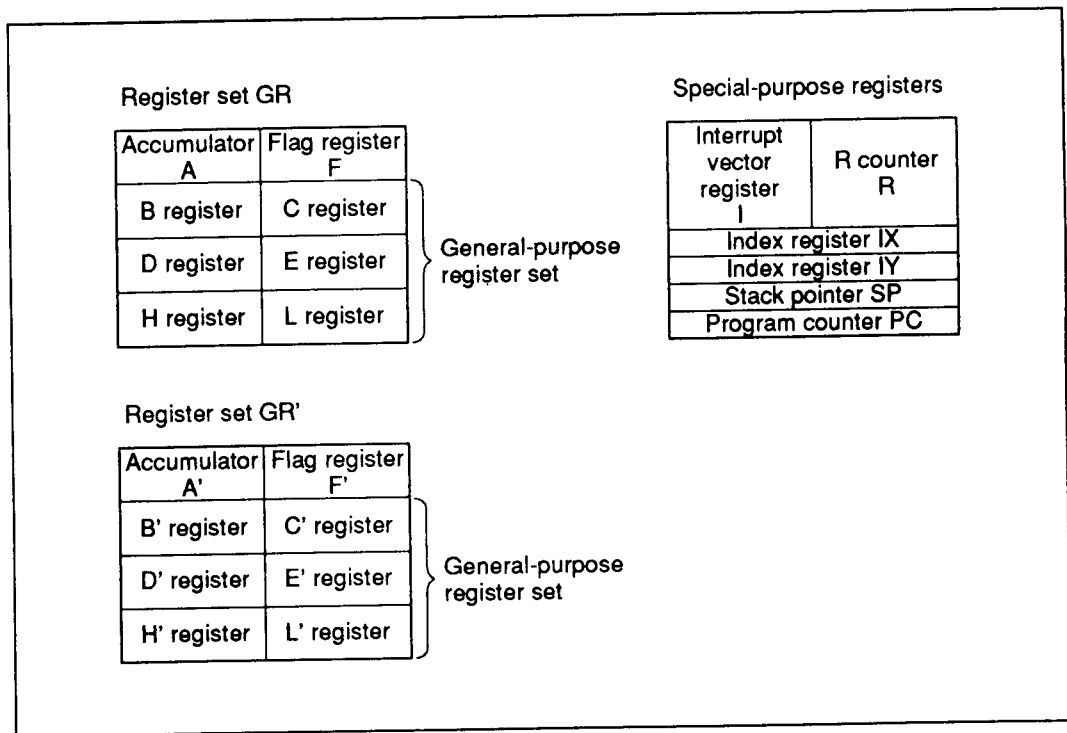 Register set GR
Accumulator
A
Flag register
F
B register
C register
D register
E register
H register
L register
General-purpose
register set
Special-purpose registers
Interrupt
vector
register
I
R counter
R
Index register IX
Index register IY
Stack pointer SP
Program counter PC
Register set GR'
Accumulator
A'
Flag register
F'
B' register
C' register
D' register
E' register
H' register
L' register
General-purpose
register set